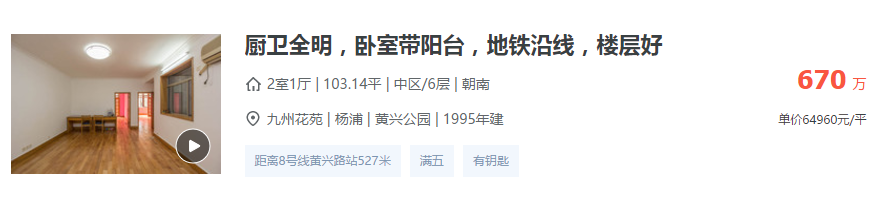 厨卫全明，卧室带阳台，地铁沿线，楼层好
2室1厅 | 103.14平 | 中区/6层 | 朝南
670 万
九州花苑 | 杨浦 | 黄兴公园 | 1995年建
单价64960元/平
距离8号线黄兴路站527米 满五 有钥匙